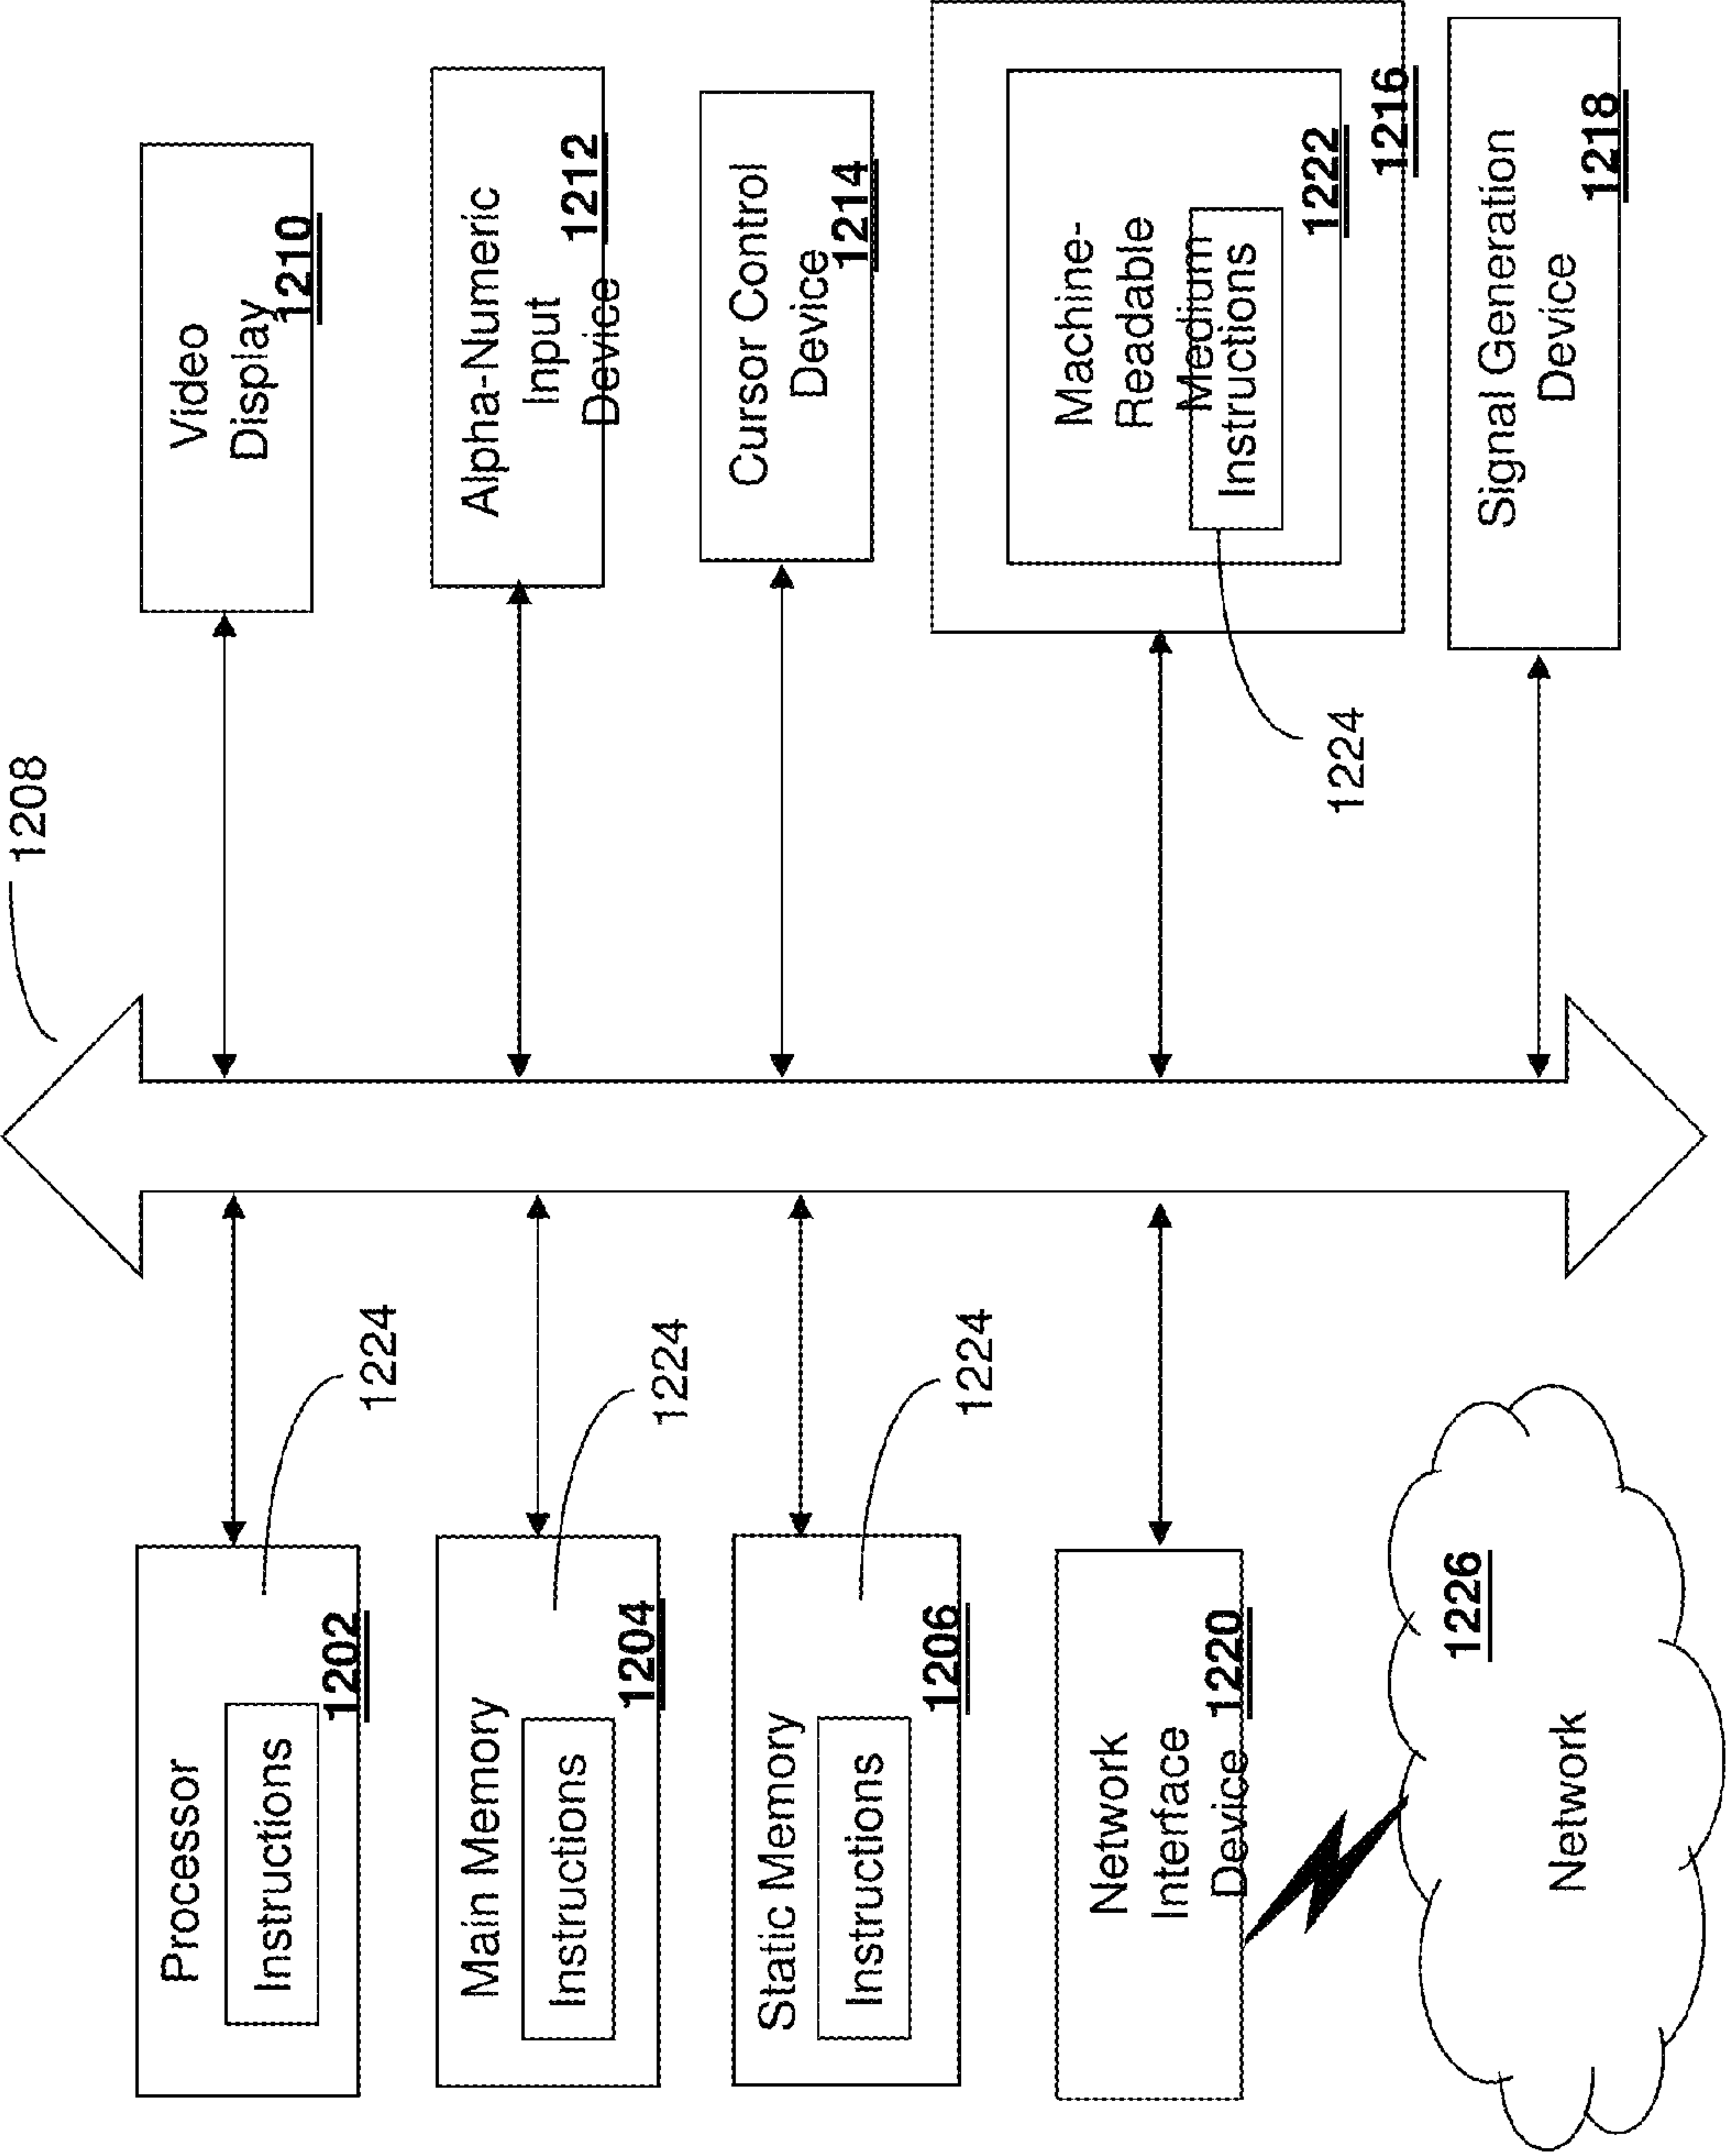 1208
Processor
Instructions
1202
1224
Main Memory
Instructions
1204
1224
Static Memory
Instructions
1206
1224
Network
Interface
Device
1220
1226
Network
Video
Display
1210
Alpha-Numeric
Input
Device
1212
Cursor Control
Device
1214
Machine-
Readable
Medium
Instructions
1222
1216
1224
Signal Generation
Device
1218